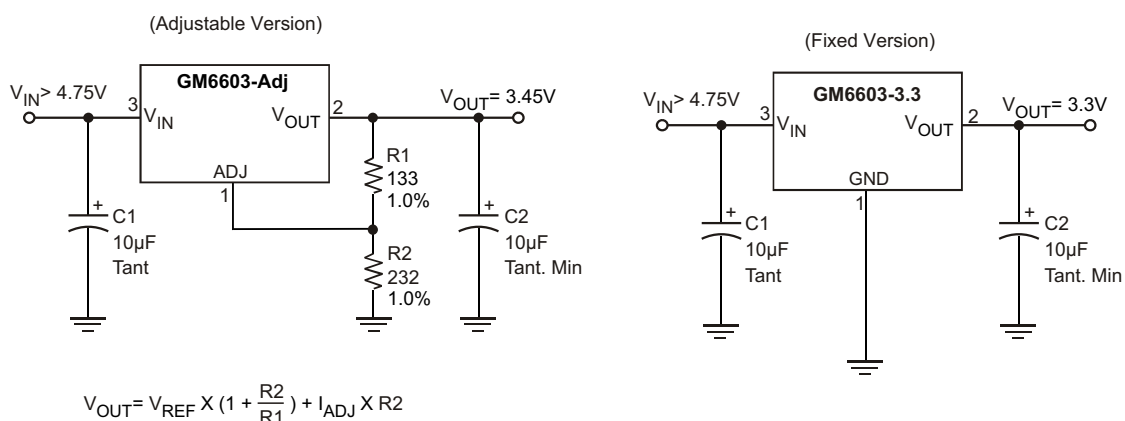 (Adjustable Version)
GM6603-Adj
VIN> 4.75V
3
VIN
VOUT
2
VOUT= 3.45V
ADJ
1
R1
133
1.0%
R2
232
1.0%
+
C1
10µF
Tant
+
C2
10µF
Tant. Min
VOUT= VREF X (1 + R2/R1 ) + IADJ X R2
(Fixed Version)
GM6603-3.3
VIN> 4.75V
3
VIN
VOUT
2
VOUT= 3.3V
GND
1
+
C1
10µF
Tant
+
C2
10µF
Tant. Min